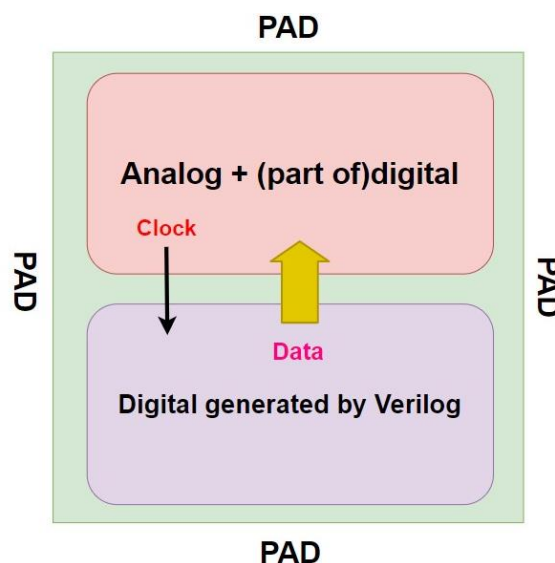 PAD
Analog + (part of)digital
Clock
PAD
PAD
Data
Digital generated by Verilog
PAD